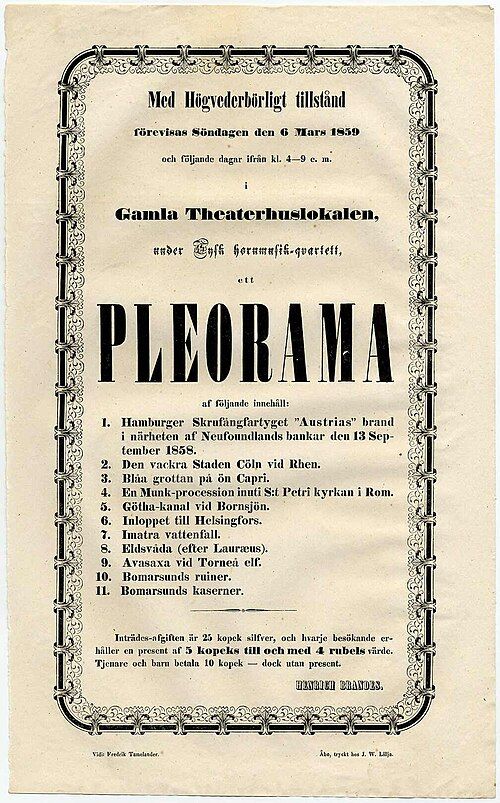 Med Högvederbörligt tillstånd
förevisas Söndagen den 6 Mars 1859
och följande dagar ifrån kl. 4—9 e. m.
i
Gamla Theaterhuslokalen,
under Tysk hornmusik-qvartett,
ett
PLEORAMA
af följande innehåll:
1. Hamburger Skrufångfartyget "Austrias" brand
i närheten af Neufoundlands bankar den 13 Sep-
tember 1858.
2. Den vackra Staden Cöln vid Rhen.
3. Blåa grottan på ön Capri.
4. En Munk-procession inuti S:t Petri kyrkan i Rom.
5. Götha-kanal vid Bornsjön.
6. Inloppet till Helsingfors.
7. Imatra vattenfall.
8. Eldsvåda (efter Lauræus).
9. Avasaxa vid Torneå elf.
10. Bomarsunds ruiner.
11. Bomarsunds kaserner.
Inträdes-afgiften är 25 kopek silfver, och hvarje besökande er-
håller en present af 5 kopeks till och med 4 rubels värde.
Tjenare och barn betala 10 kopek — dock utan present.
HENRICH BRANDES.
Vidi: Fredrik Tamelander.
Åbo, tryckt hos J. W. Lillja.